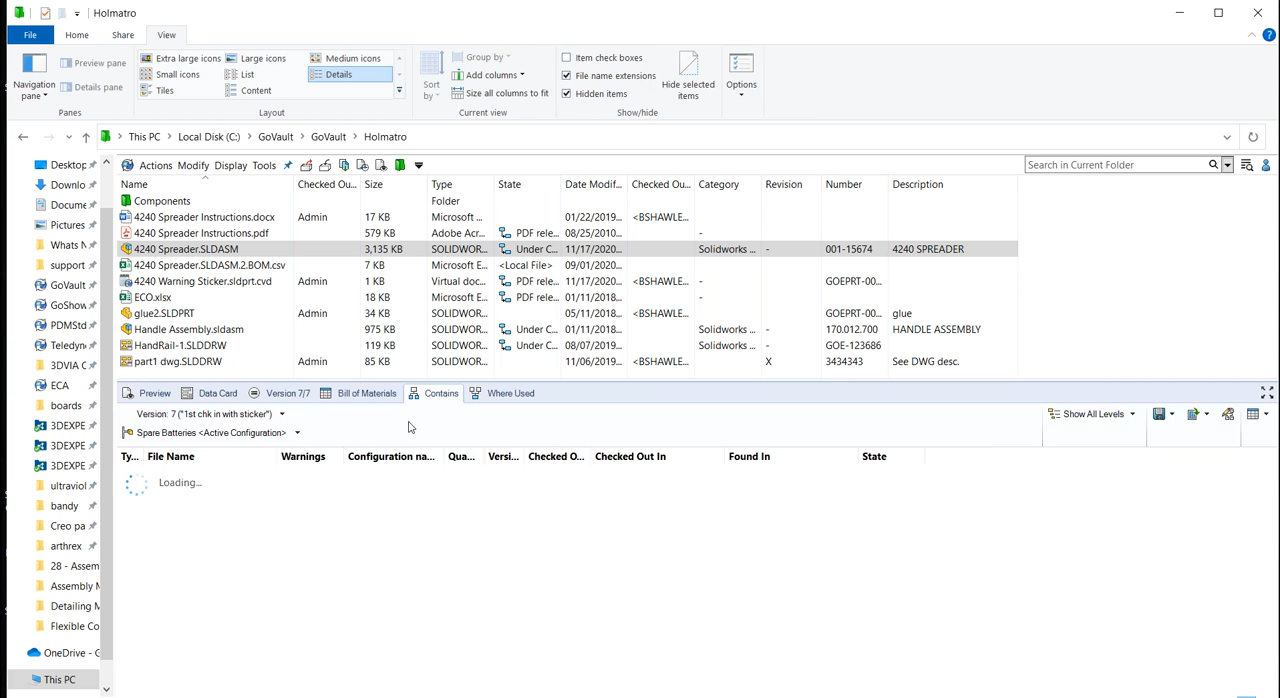 Holmatro
File Home Share View
Navigation pane
Preview pane
Details pane
Panes
Extra large icons Large icons Medium icons
Small icons List Details
Tiles Content
Layout
Sort by
Group by
Add columns
Size all columns to fit
Current view
Item check boxes
File name extensions
Hidden items
Hide selected items
Show/hide
Options
This PC > Local Disk (C:) > GoVault > GoVault > Holmatro
Desktop
Downlo
Docume
Pictures
Whats N
support
GoVault
GoShow
PDMStd
Teledyn
3DVIA C
ECA
boards
3DEXPE
3DEXPE
3DEXPE
ultraviol
bandy
Creo pa
arthrex
28 - Assem
Assembly M
Detailing M
Flexible Co
OneDrive - G
This PC
Actions Modify Display Tools
Search in Current Folder
Name Checked Ou... Size Type State Date Modif... Checked Ou... Category Revision Number Description
Components Folder
4240 Spreader Instructions.docx Admin 17 KB Microsoft ... 01/22/2019... <BSHAWLE...
4240 Spreader Instructions.pdf 579 KB Adobe Acr... PDF rele... 08/25/2010... -
4240 Spreader.SLDASM 3,135 KB SOLIDWOR... Under C... 11/17/2020... Solidworks ... - 001-15674 4240 SPREADER
4240 Spreader.SLDASM.2.BOM.csv 7 KB Microsoft E... <Local File> 09/01/2020...
4240 Warning Sticker.sldprt.cvd Admin 1 KB Virtual doc... PDF rele... 11/17/2020... <BSHAWLE... - GOEPRT-00...
ECO.xlsx 18 KB Microsoft E... PDF rele... 01/11/2018... -
glue2.SLDPRT Admin 34 KB SOLIDWOR... 05/11/2018... <BSHAWLE... GOEPRT-00... glue
Handle Assembly.sldasm 975 KB SOLIDWOR... Under C... 01/11/2018... Solidworks ... - 170.012.700 HANDLE ASSEMBLY
HandRail-1.SLDDRW 119 KB SOLIDWOR... Under C... 08/07/2019... Solidworks ... - GOE-123686
part1 dwg.SLDDRW Admin 85 KB SOLIDWOR... 11/06/2019... <BSHAWLE... X 3434343 See DWG desc.
Preview Data Card Version 7/7 Bill of Materials Contains Where Used
Version: 7 ("1st chk in with sticker")
Show All Levels
Spare Batteries <Active Configuration>
Ty... File Name Warnings Configuration na... Qua... Versi... Checked O... Checked Out In Found In State
Loading...